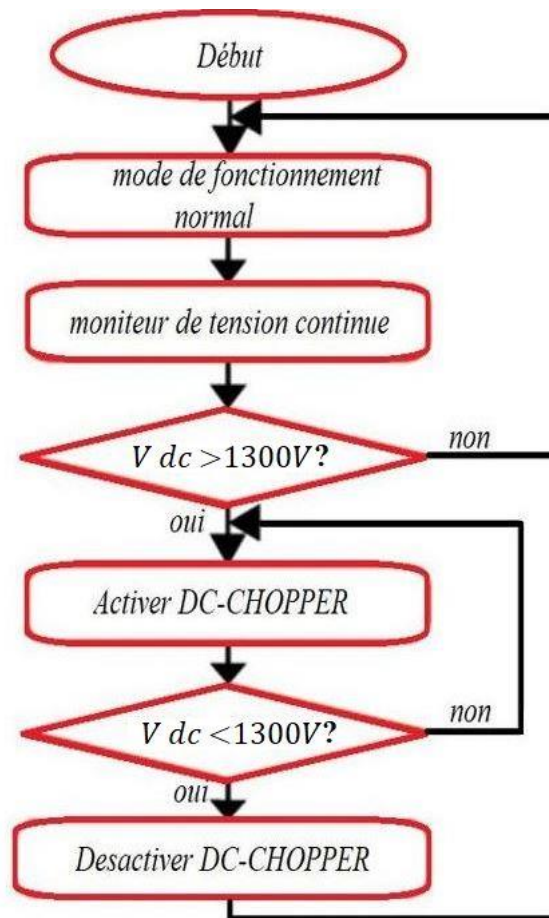 Début
mode de fonctionnement
normal
moniteur de tension continue
V dc >1300V?
non
oui
Activer DC-CHOPPER
V dc <1300V?
non
oui
Desactiver DC-CHOPPER